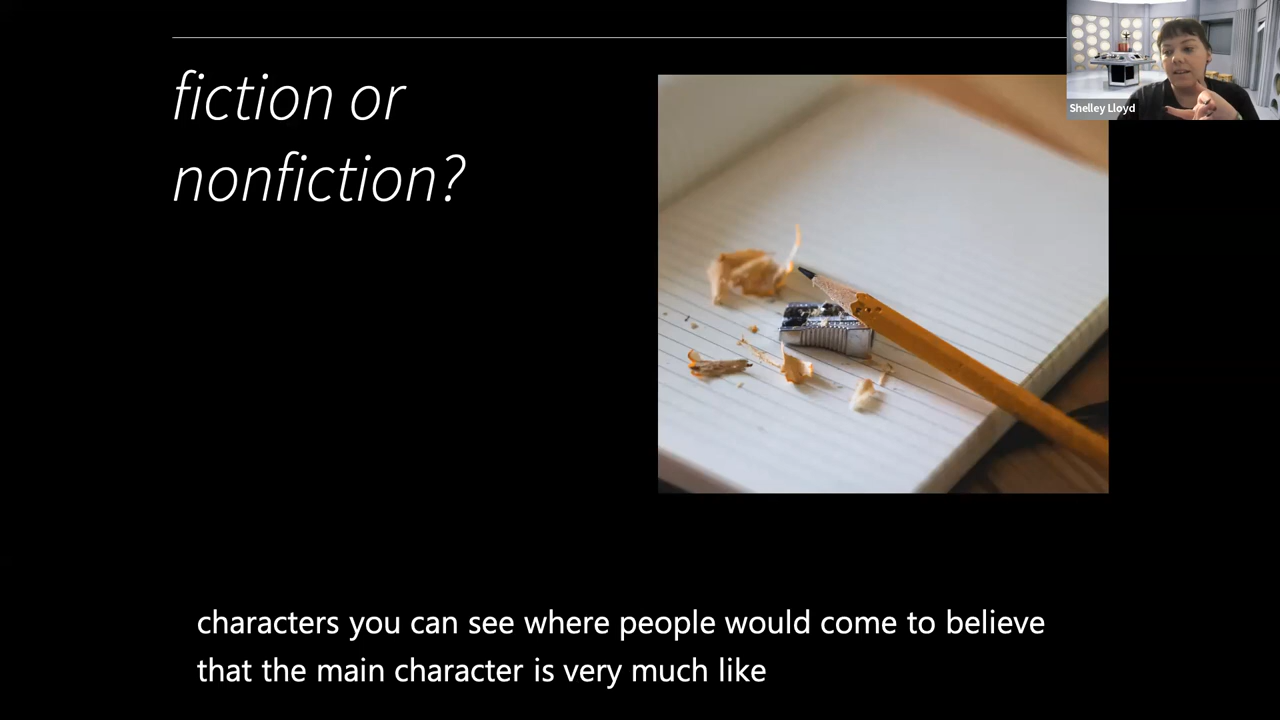 fiction or
nonfiction?
Shelley Lloyd
characters you can see where people would come to believe
that the main character is very much like